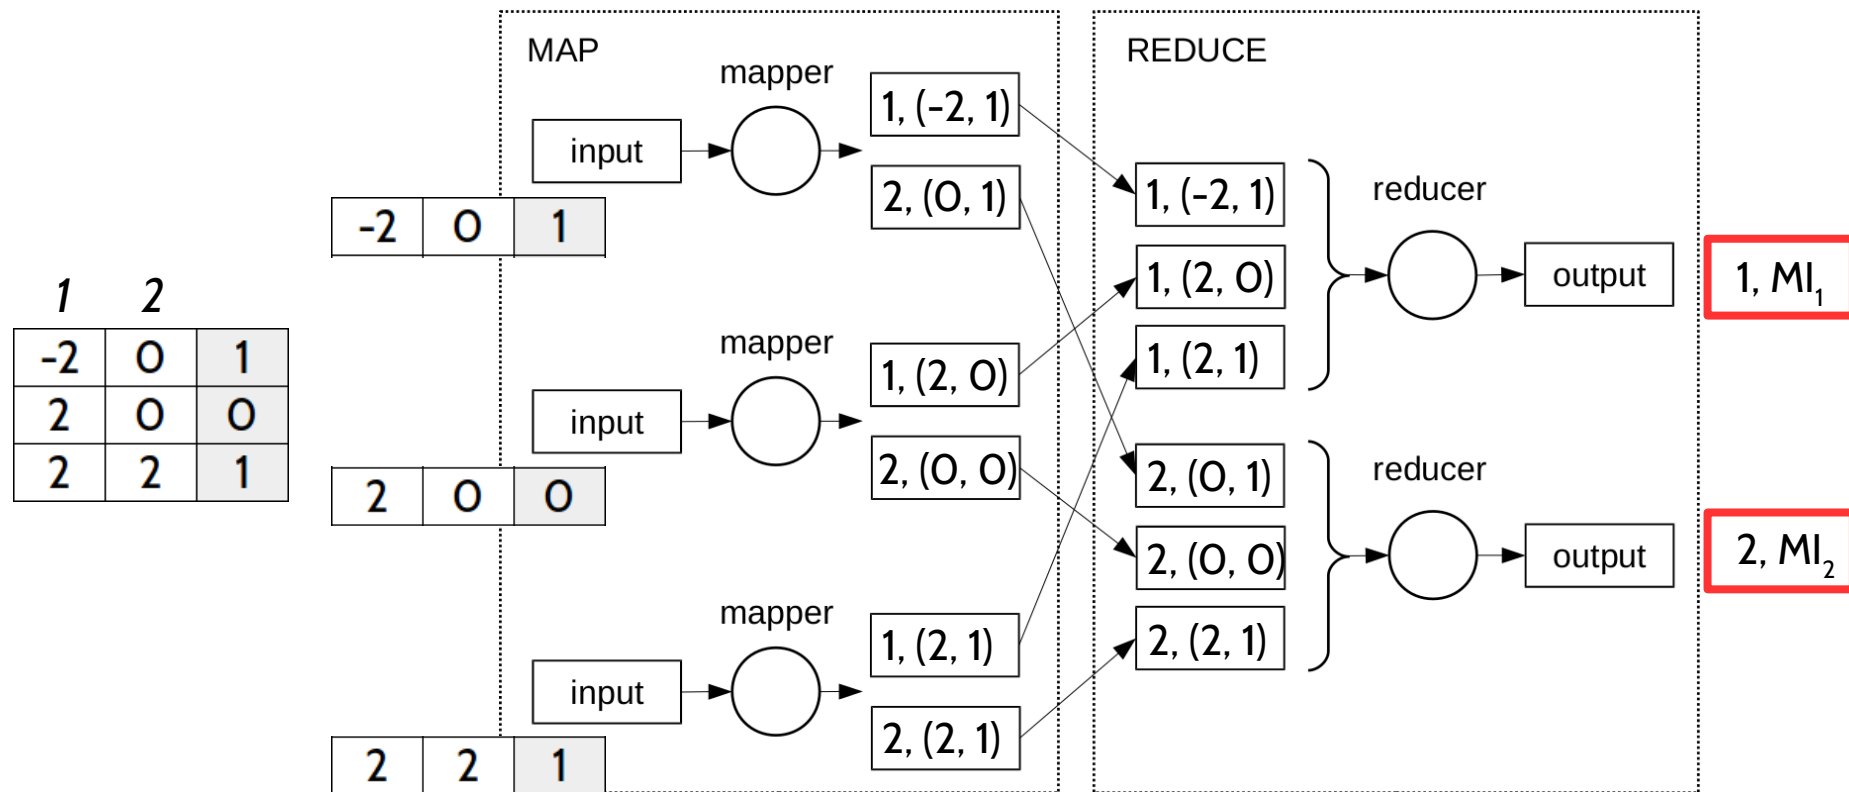 1 2
-2 0 1
2 0 0
2 2 1
MAP
mapper
input
-2 0 1
1, (-2, 1)
2, (0, 1)
mapper
input
2 0 0
1, (2, 0)
2, (0, 0)
mapper
input
2 2 1
1, (2, 1)
2, (2, 1)
REDUCE
1, (-2, 1)
1, (2, 0)
1, (2, 1)
reducer
output
1, MI₁
2, (0, 1)
2, (0, 0)
2, (2, 1)
reducer
output
2, MI₂